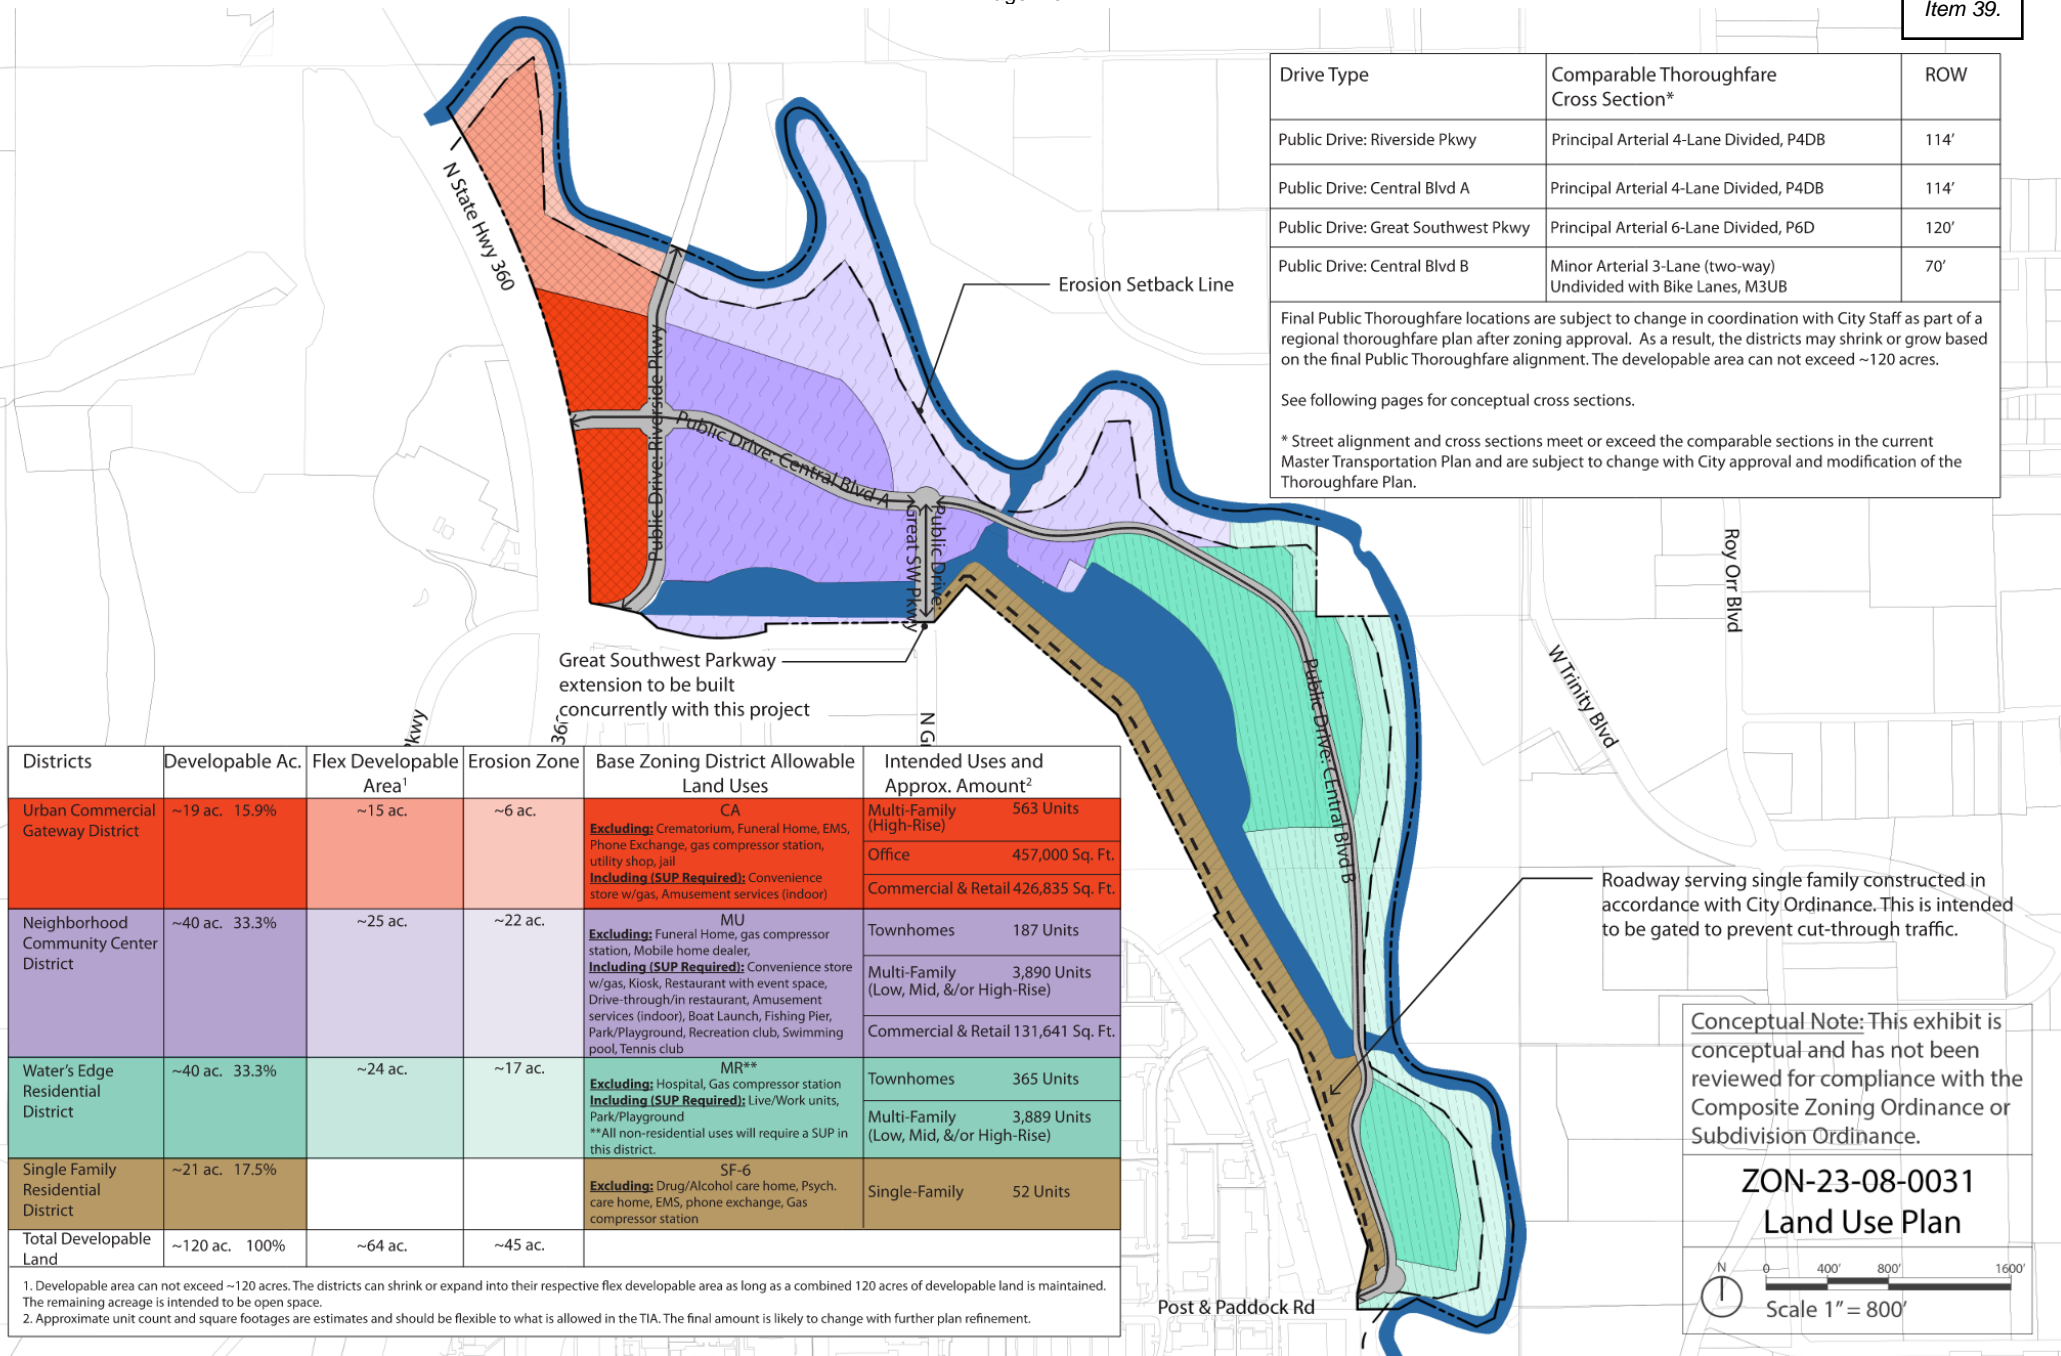 Item 39.
Drive Type
Comparable Thoroughfare
Cross Section*
ROW
Public Drive: Riverside Pkwy
Principal Arterial 4-Lane Divided, P4DB
114’
Public Drive: Central Blvd A
Principal Arterial 4-Lane Divided, P4DB
114’
Public Drive: Great Southwest Pkwy
Principal Arterial 6-Lane Divided, P6D
120’
Public Drive: Central Blvd B
Minor Arterial 3-Lane (two-way)
Undivided with Bike Lanes, M3UB
70’
Final Public Thoroughfare locations are subject to change in coordination with City Staff as part of a
regional thoroughfare plan after zoning approval. As a result, the districts may shrink or grow based
on the final Public Thoroughfare alignment. The developable area can not exceed ~120 acres.
See following pages for conceptual cross sections.
* Street alignment and cross sections meet or exceed the comparable sections in the current
Master Transportation Plan and are subject to change with City approval and modification of the
Thoroughfare Plan.
N State Hwy 360
Erosion Setback Line
Public Drive: Riverside Pkwy
Public Drive: Central Blvd A
Public Drive:
Great SW Pkwy
Public Drive: CEntral Blvd B
Roy Orr Blvd
W Trinity Blvd
Great Southwest Parkway
extension to be built
concurrently with this project
Pkwy
360
N G
Roadway serving single family constructed in
accordance with City Ordinance. This is intended
to be gated to prevent cut-through traffic.
Post & Paddock Rd
Districts
Developable Ac.
Flex Developable
Area1
Erosion Zone
Base Zoning District Allowable
Land Uses
Intended Uses and
Approx. Amount2
Urban Commercial
Gateway District
~19 ac. 15.9%
~15 ac.
~6 ac.
CA
Excluding: Crematorium, Funeral Home, EMS,
Phone Exchange, gas compressor station,
utility shop, jail
Including (SUP Required): Convenience
store w/gas, Amusement services (indoor)
Multi-Family
(High-Rise)
563 Units
Office
457,000 Sq. Ft.
Commercial & Retail 426,835 Sq. Ft.
Neighborhood
Community Center
District
~40 ac. 33.3%
~25 ac.
~22 ac.
MU
Excluding: Funeral Home, gas compressor
station, Mobile home dealer,
Including (SUP Required): Convenience store
w/gas, Kiosk, Restaurant with event space,
Drive-through/in restaurant, Amusement
services (indoor), Boat Launch, Fishing Pier,
Park/Playground, Recreation club, Swimming
pool, Tennis club
Townhomes
187 Units
Multi-Family
(Low, Mid, &/or High-Rise)
3,890 Units
Commercial & Retail 131,641 Sq. Ft.
Water’s Edge
Residential
District
~40 ac. 33.3%
~24 ac.
~17 ac.
MR**
Excluding: Hospital, Gas compressor station
Including (SUP Required): Live/Work units,
Park/Playground
**All non-residential uses will require a SUP in
this district.
Townhomes
365 Units
Multi-Family
(Low, Mid, &/or High-Rise)
3,889 Units
Single Family
Residential
District
~21 ac. 17.5%
SF-6
Excluding: Drug/Alcohol care home, Psych.
care home, EMS, phone exchange, Gas
compressor station
Single-Family
52 Units
Total Developable
Land
~120 ac. 100%
~64 ac.
~45 ac.
1. Developable area can not exceed ~120 acres. The districts can shrink or expand into their respective flex developable area as long as a combined 120 acres of developable land is maintained.
The remaining acreage is intended to be open space.
2. Approximate unit count and square footages are estimates and should be flexible to what is allowed in the TIA. The final amount is likely to change with further plan refinement.
Conceptual Note: This exhibit is
conceptual and has not been
reviewed for compliance with the
Composite Zoning Ordinance or
Subdivision Ordinance.
ZON-23-08-0031
Land Use Plan
N
0 400’ 800’ 1600’
Scale 1” = 800’